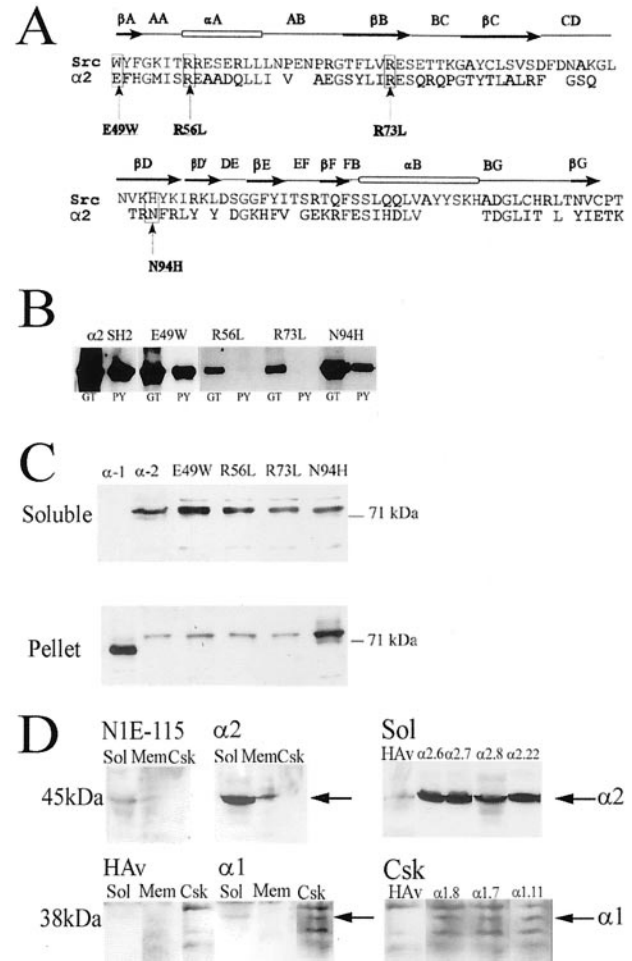 A
βA AA αA AB βB BC βC CD
Src WYFGKITRRESERLLLNPENPRGTFLVRESETTKGAYCLSVSDFDNAKGL
α2 EFHGMISREAADQLLI V AEGSYLIRESQRQPGTYTLALRF GSQ
E49W R56L R73L
βD βD' DE βE EF βF FB αB BG βG
Src NVKHYKIRKLDSGGFYITSRTQFSSLQQLVAYYSKHADGLCHRLTNVCPT
α2 TRNFRLY Y DGKHFV GEKRFESIHDLV TDGLIT L YIETK
N94H
B
α2 SH2 E49W R56L R73L N94H
GT PY GT PY GT PY GT PY GT PY
C
α-1 α-2 E49W R56L R73L N94H
Soluble 71 kDa
Pellet 71 kDa
D
N1E-115 α2 Sol
Sol Mem Csk Sol Mem Csk HAv α2.6 α2.7 α2.8 α2.22
45kDa α2
HAv α1 Csk
Sol Mem Csk Sol Mem Csk HAv α1.8 α1.7 α1.11
38kDa α1